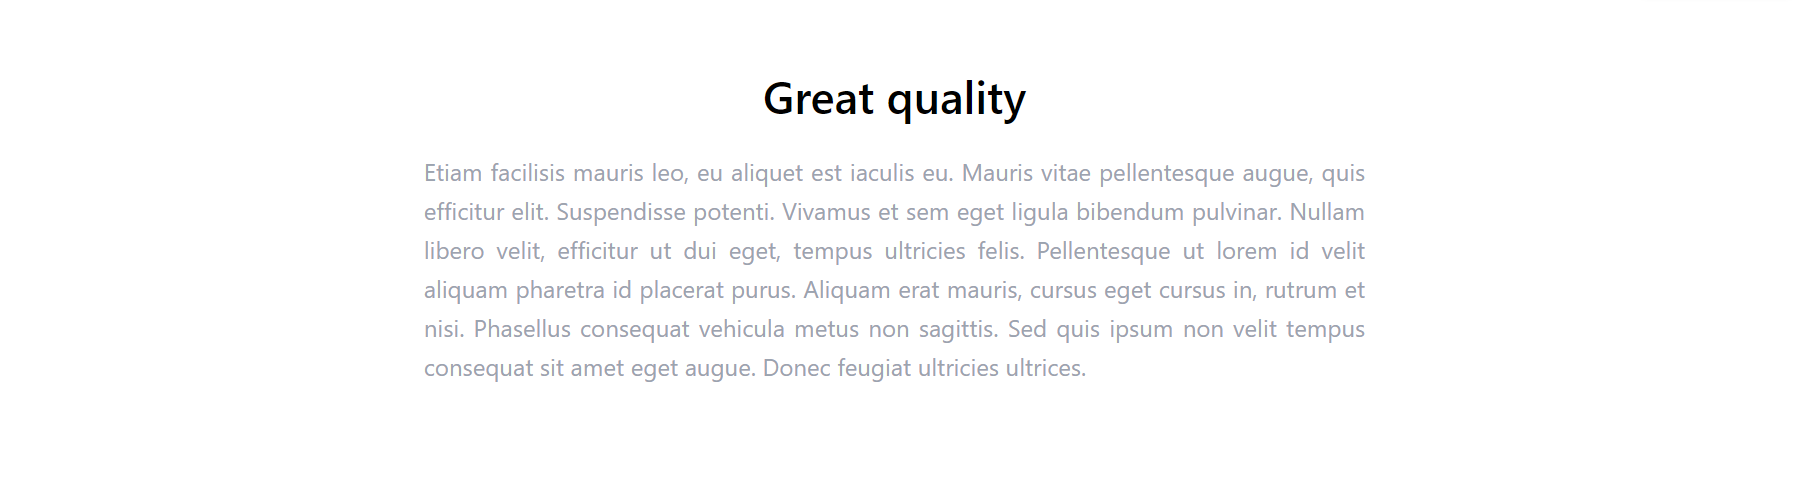 Great quality
Etiam facilisis mauris leo, eu aliquet est iaculis eu. Mauris vitae pellentesque augue, quis
efficitur elit. Suspendisse potenti. Vivamus et sem eget ligula bibendum pulvinar. Nullam
libero velit, efficitur ut dui eget, tempus ultricies felis. Pellentesque ut lorem id velit
aliquam pharetra id placerat purus. Aliquam erat mauris, cursus eget cursus in, rutrum et
nisi. Phasellus consequat vehicula metus non sagittis. Sed quis ipsum non velit tempus
consequat sit amet eget augue. Donec feugiat ultricies ultrices.